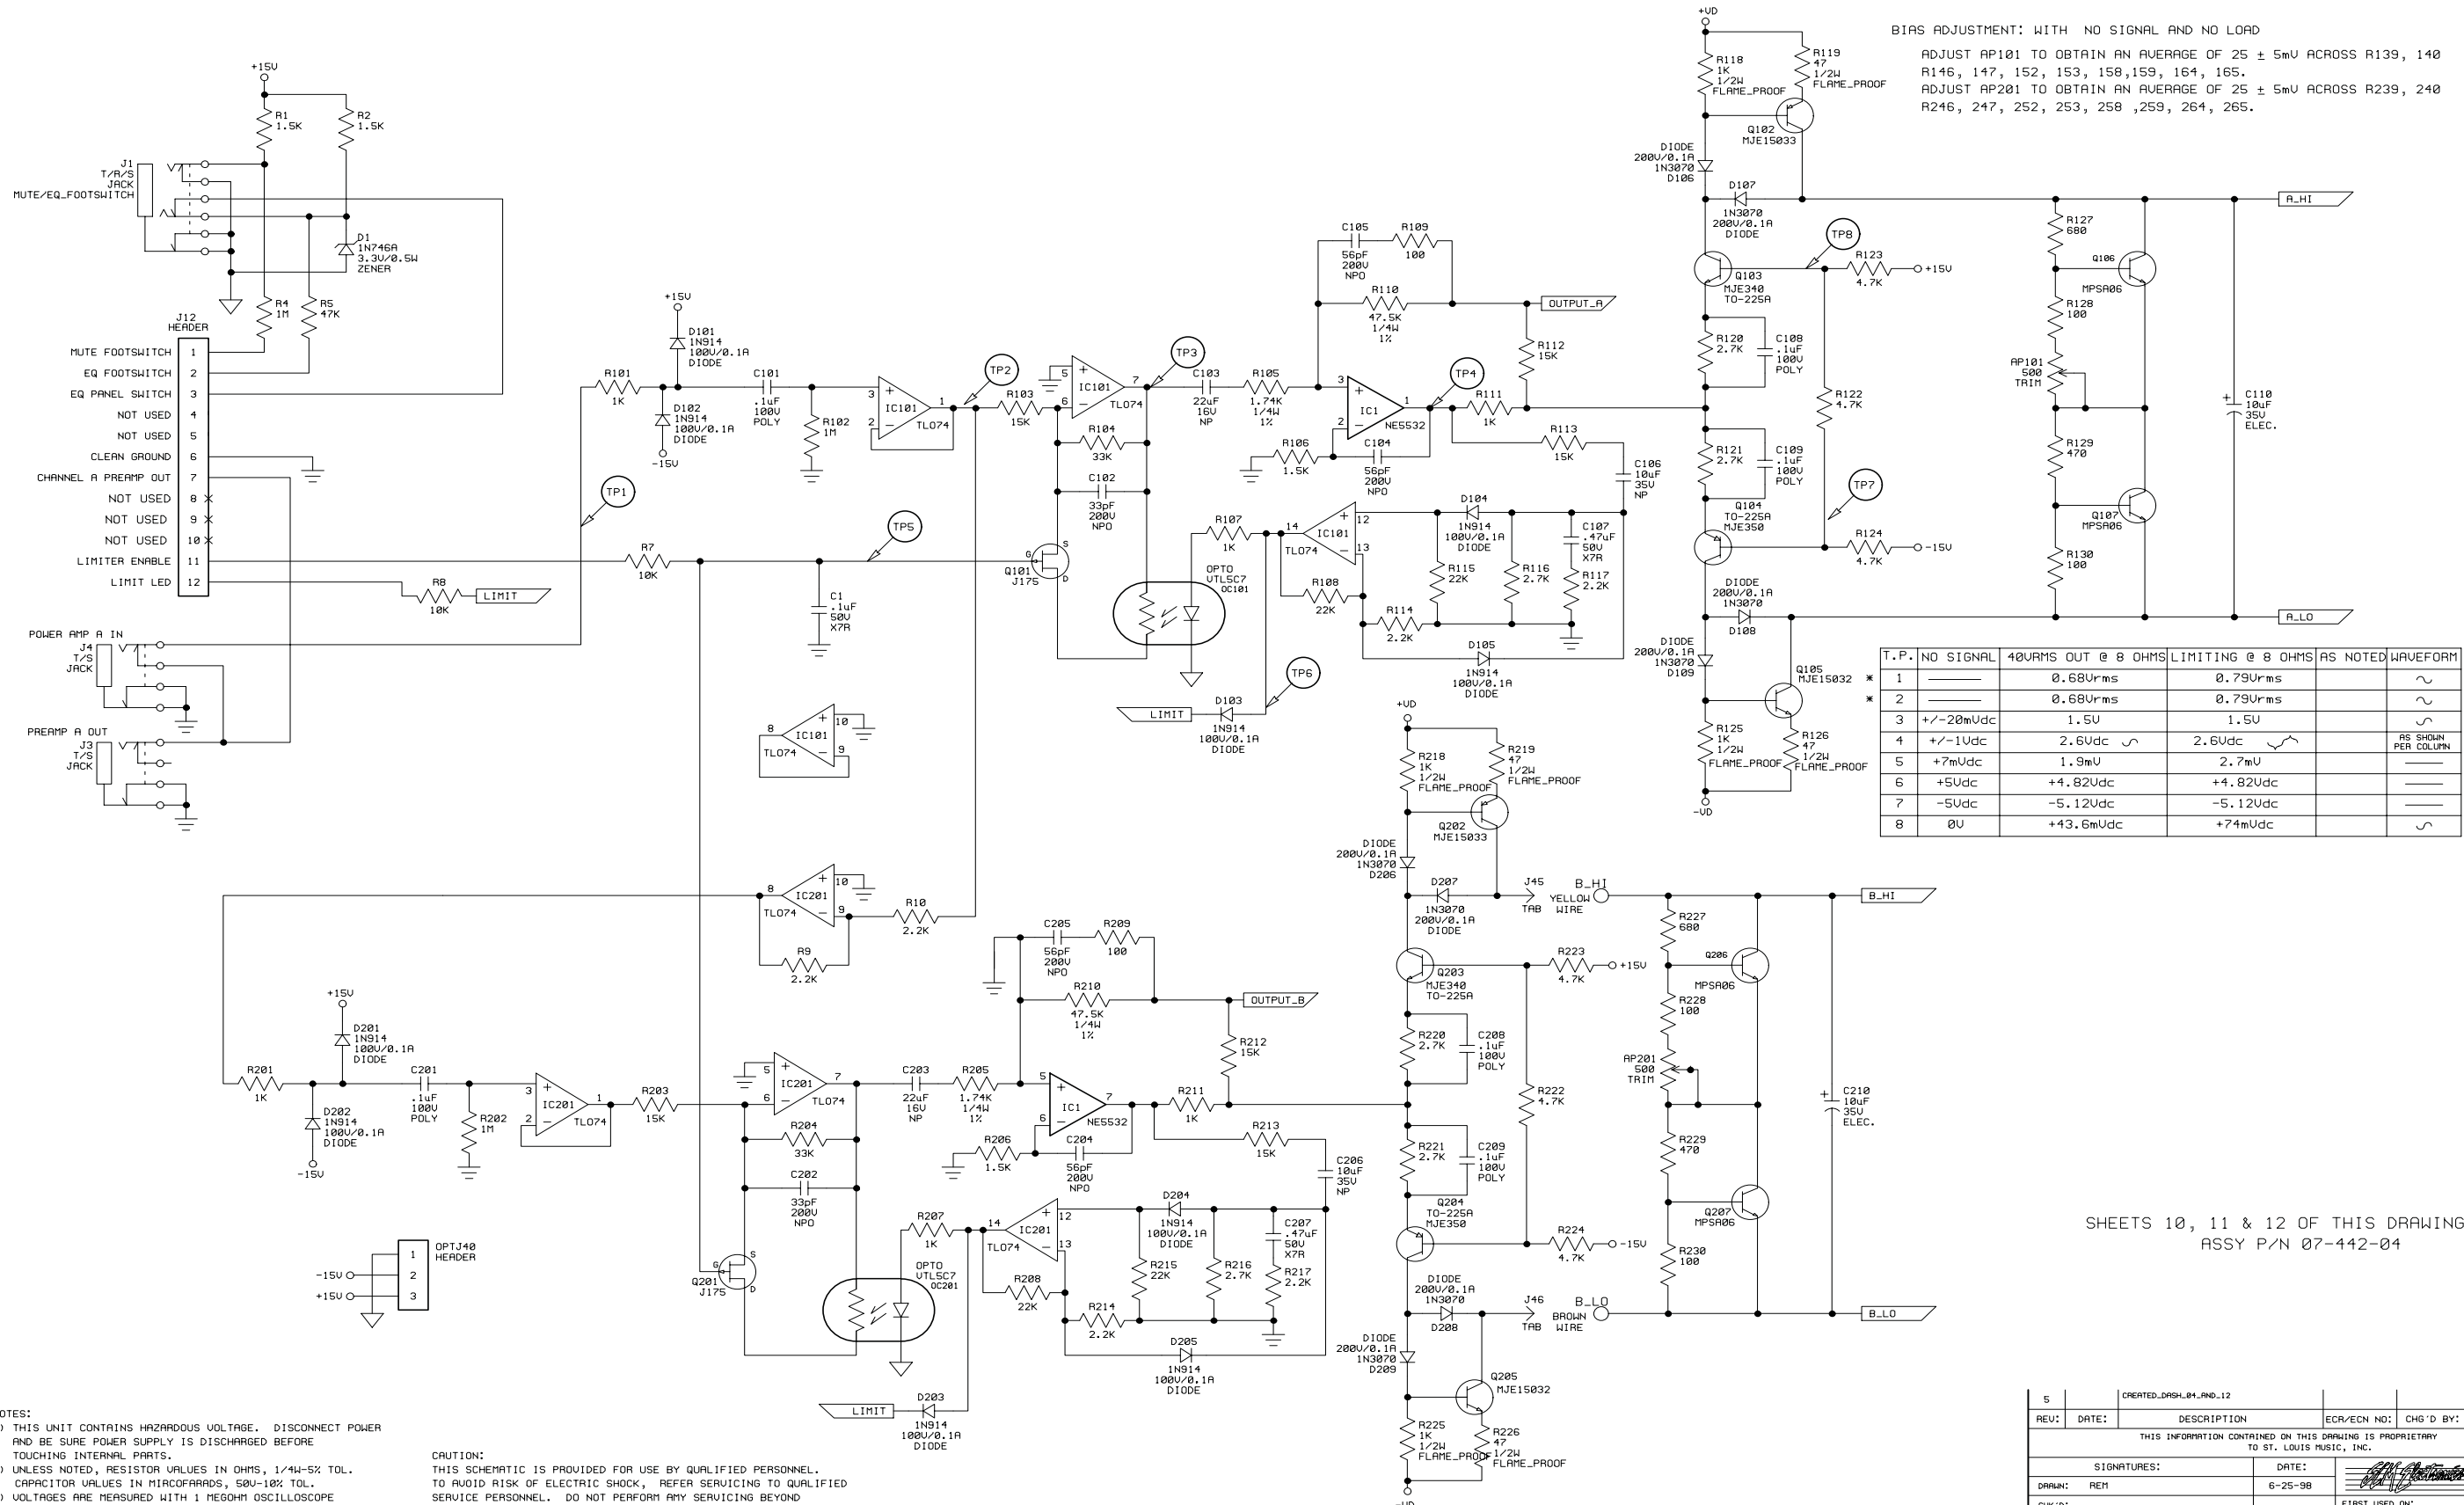 BIAS ADJUSTMENT: WITH NO SIGNAL AND NO LOAD
ADJUST AP101 TO OBTAIN AN AVERAGE OF 25 ± 5mV ACROSS R139, 140
R146, 147, 152, 153, 158,159, 164, 165.
ADJUST AP201 TO OBTAIN AN AVERAGE OF 25 ± 5mV ACROSS R239, 240
R246, 247, 252, 253, 258 ,259, 264, 265.
+15V
R1
1.5K
R2
1.5K
J1
T/R/S
JACK
MUTE/EQ_FOOTSWITCH
D1
1N746A
3.3V/0.5W
ZENER
R4
1M
R5
47K
J12
HEADER
MUTE FOOTSWITCH 1
EQ FOOTSWITCH 2
EQ PANEL SWITCH 3
NOT USED 4
NOT USED 5
CLEAN GROUND 6
CHANNEL A PREAMP OUT 7
NOT USED 8
NOT USED 9
NOT USED 10
LIMITER ENABLE 11
LIMIT LED 12
R8
10K
LIMIT
R7
10K
POWER AMP A IN
J4
T/S
JACK
PREAMP A OUT
J3
T/S
JACK
TP1
R101
1K
+15V
D101
1N914
100V/0.1A
DIODE
D102
1N914
100V/0.1A
DIODE
-15V
C101
.1uF
100V
POLY
R102
1M
3
2
1
IC101
TL074
TP2
R103
15K
5
6
7
IC101
TL074
TP3
R104
33K
C102
33pF
200V
NPO
TP5
C1
.1uF
50V
X7R
G
S
D
Q101
J175
OPTO
VTL5C7
OC101
C103
22uF
16V
NP
R105
1.74K
1/4W
1%
C105
56pF
200V
NPO
R109
100
R110
47.5K
1/4W
1%
OUTPUT_A
R112
15K
3
2
1
IC1
NE5532
TP4
R111
1K
R106
1.5K
C104
56pF
200V
NPO
R113
15K
C106
10uF
35V
NP
R107
1K
14
12
13
IC101
TL074
D104
1N914
100V/0.1A
DIODE
R108
22K
R115
22K
R116
2.7K
C107
.47uF
50V
X7R
R117
2.2K
R114
2.2K
D105
1N914
100V/0.1A
DIODE
TP6
LIMIT
D103
1N914
100V/0.1A
DIODE
8
10
9
IC101
TL074
+VD
R118
1K
1/2W
FLAME_PROOF
R119
47
1/2W
FLAME_PROOF
Q102
MJE15033
DIODE
200V/0.1A
1N3070
D106
D107
1N3070
200V/0.1A
DIODE
Q103
MJE340
TO-225A
TP8
R123
4.7K
+15V
R120
2.7K
C108
.1uF
100V
POLY
R122
4.7K
R121
2.7K
C109
.1uF
100V
POLY
TP7
Q104
TO-225A
MJE350
R124
4.7K
-15V
DIODE
200V/0.1A
1N3070
D108
DIODE
200V/0.1A
1N3070
D109
Q105
MJE15032
R125
1K
1/2W
FLAME_PROOF
R126
47
1/2W
FLAME_PROOF
-VD
A_HI
R127
680
Q106
MPSA06
R128
100
AP101
500
TRIM
R129
470
Q107
MPSA06
R130
100
+
C110
10uF
35V
ELEC.
A_LO
T.P. NO SIGNAL 40VRMS OUT @ 8 OHMS LIMITING @ 8 OHMS AS NOTED WAVEFORM
* 1 0.68Vrms 0.79Vrms
* 2 0.68Vrms 0.79Vrms
3 +/-20mVdc 1.5V 1.5V
4 +/-1Vdc 2.6Vdc 2.6Vdc AS SHOWN PER COLUMN
5 +7mVdc 1.9mV 2.7mV
6 +5Vdc +4.82Vdc +4.82Vdc
7 -5Vdc -5.12Vdc -5.12Vdc
8 0V +43.6mVdc +74mVdc
8
10
9
IC201
TL074
R10
2.2K
R9
2.2K
+15V
D201
1N914
100V/0.1A
DIODE
R201
1K
D202
1N914
100V/0.1A
DIODE
-15V
C201
.1uF
100V
POLY
R202
1M
3
2
1
IC201
TL074
R203
15K
5
6
7
IC201
TL074
R204
33K
C202
33pF
200V
NPO
G
S
D
Q201
J175
OPTO
VTL5C7
OC201
C203
22uF
16V
NP
R205
1.74K
1/4W
1%
C205
56pF
200V
NPO
R209
100
R210
47.5K
1/4W
1%
OUTPUT_B
R212
15K
5
6
7
IC1
NE5532
R211
1K
R206
1.5K
C204
56pF
200V
NPO
R213
15K
C206
10uF
35V
NP
R207
1K
14
12
13
IC201
TL074
D204
1N914
100V/0.1A
DIODE
R208
22K
R215
22K
R216
2.7K
C207
.47uF
50V
X7R
R217
2.2K
R214
2.2K
D205
1N914
100V/0.1A
DIODE
LIMIT
D203
1N914
100V/0.1A
DIODE
OPTJ40
HEADER
1
-15V 2
+15V 3
+VD
R218
1K
1/2W
FLAME_PROOF
R219
47
1/2W
FLAME_PROOF
Q202
MJE15033
DIODE
200V/0.1A
1N3070
D206
D207
1N3070
200V/0.1A
DIODE
J45
TAB
B_HI
YELLOW
WIRE
Q203
MJE340
TO-225A
R223
4.7K
+15V
R220
2.7K
C208
.1uF
100V
POLY
R222
4.7K
R221
2.7K
C209
.1uF
100V
POLY
Q204
TO-225A
MJE350
R224
4.7K
-15V
DIODE
200V/0.1A
1N3070
D208
J46
TAB
B_LO
BROWN
WIRE
DIODE
200V/0.1A
1N3070
D209
Q205
MJE15032
R225
1K
1/2W
FLAME_PROOF
R226
47
1/2W
FLAME_PROOF
-VD
B_HI
R227
680
Q206
MPSA06
R228
100
AP201
500
TRIM
R229
470
Q207
MPSA06
R230
100
+
C210
10uF
35V
ELEC.
B_LO
SHEETS 10, 11 & 12 OF THIS DRAWING
ASSY P/N 07-442-04
OTES:
) THIS UNIT CONTAINS HAZARDOUS VOLTAGE. DISCONNECT POWER
AND BE SURE POWER SUPPLY IS DISCHARGED BEFORE
TOUCHING INTERNAL PARTS.
) UNLESS NOTED, RESISTOR VALUES IN OHMS, 1/4W-5% TOL.
CAPACITOR VALUES IN MIRCOFARADS, 50V-10% TOL.
) VOLTAGES ARE MEASURED WITH 1 MEGOHM OSCILLOSCOPE
CAUTION:
THIS SCHEMATIC IS PROVIDED FOR USE BY QUALIFIED PERSONNEL.
TO AVOID RISK OF ELECTRIC SHOCK, REFER SERVICING TO QUALIFIED
SERVICE PERSONNEL. DO NOT PERFORM AMY SERVICING BEYOND
5 CREATED_DASH_04_AND_12
REV: DATE: DESCRIPTION ECR/ECN NO: CHG'D BY:
THIS INFORMATION CONTAINED ON THIS DRAWING IS PROPRIETARY
TO ST. LOUIS MUSIC, INC.
SIGNATURES: DATE:
DRAWN: REM 6-25-98